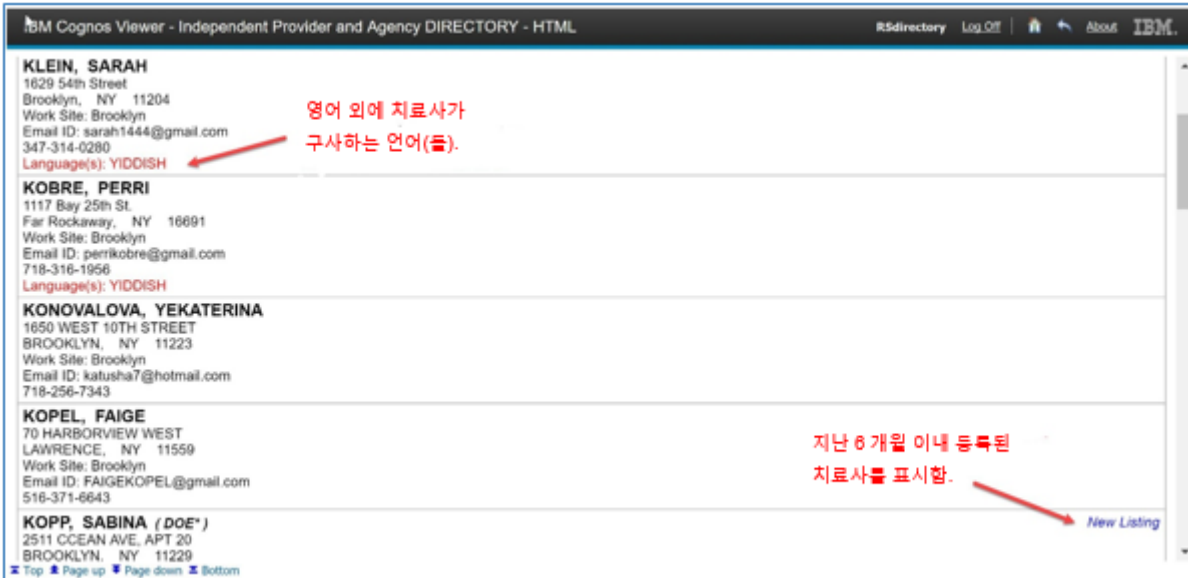 IBM Cognos Viewer - Independent Provider and Agency DIRECTORY - HTML RSdirectory Log Off About IBM.
KLEIN, SARAH
1629 54th Street
Brooklyn, NY 11204
Work Site: Brooklyn
Email ID: sarah1444@gmail.com
347-314-0280
Language(s): YIDDISH
영어 외에 치료사가
구사하는 언어(들).
KOBRE, PERRI
1117 Bay 25th St.
Far Rockaway, NY 16691
Work Site: Brooklyn
Email ID: perrikobre@gmail.com
718-316-1956
Language(s): YIDDISH
KONOVALOVA, YEKATERINA
1650 WEST 10TH STREET
BROOKLYN, NY 11223
Work Site: Brooklyn
Email ID: katusha7@hotmail.com
718-256-7343
KOPEL, FAIGE
70 HARBORVIEW WEST
LAWRENCE, NY 11559
Work Site: Brooklyn
Email ID: FAIGEKOPEL@gmail.com
516-371-6643
지난 6 개월 이내 등록된
치료사를 표시함.
KOPP, SABINA (DOE*) New Listing
2511 CCEAN AVE, APT 20
BROOKLYN. NY 11229
Top Page up Page down Bottom